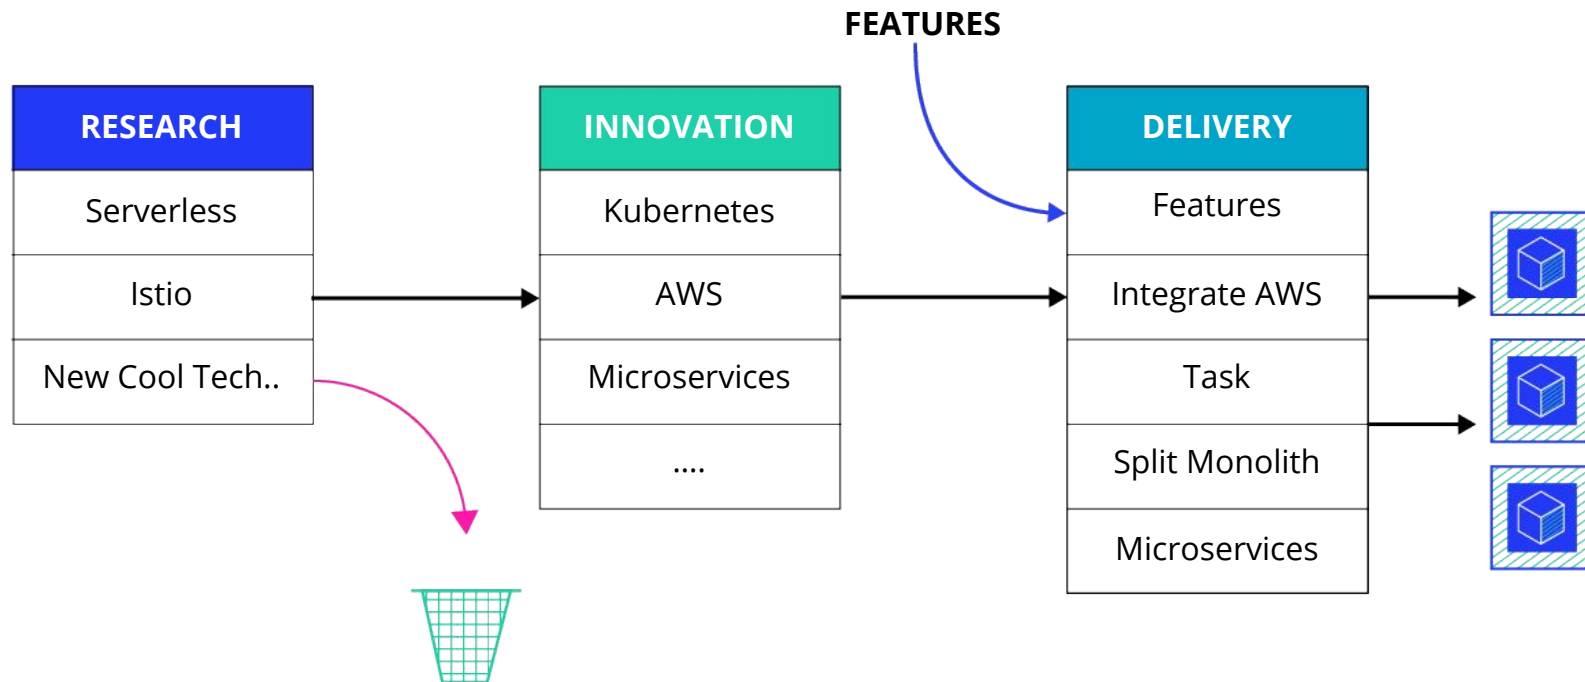 FEATURES
RESEARCH
Serverless
Istio
New Cool Tech..
INNOVATION
Kubernetes
AWS
Microservices
....
DELIVERY
Features
Integrate AWS
Task
Split Monolith
Microservices